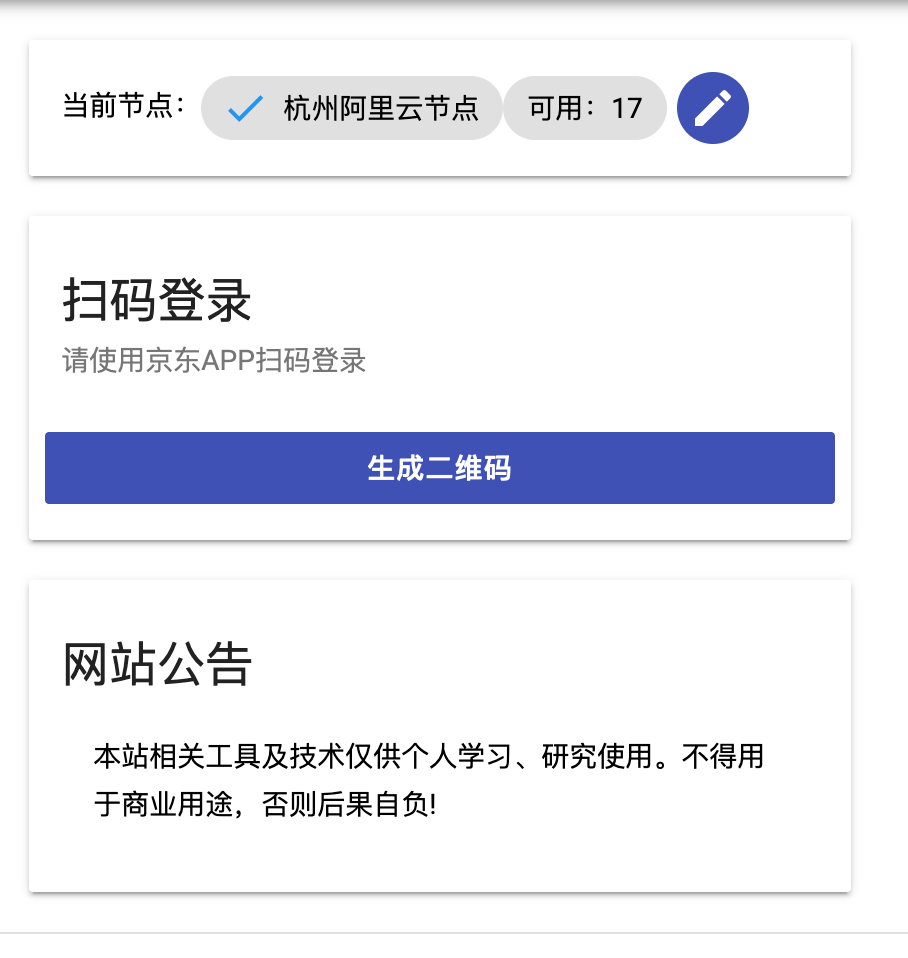 当前节点： 杭州阿里云节点 可用：17
扫码登录
请使用京东APP扫码登录
生成二维码
网站公告
本站相关工具及技术仅供个人学习、研究使用。不得用
于商业用途，否则后果自负!